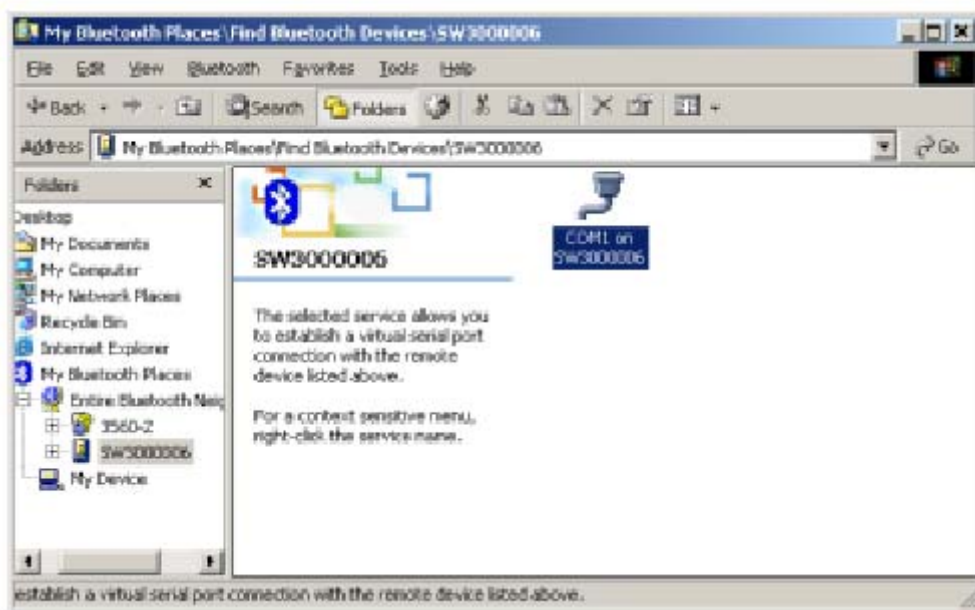 My Bluetooth Places\Find Bluetooth Devices\SW3000006
File Edit View Bluetooth Favorites Tools Help
Back Search Folders
Address My Bluetooth Places\Find Bluetooth Devices\SW3000006 Go
Folders
Desktop
My Documents
My Computer
My Network Places
Recycle Bin
Internet Explorer
My Bluetooth Places
Entire Bluetooth Neig
3560-2
SW3000006
My Device
SW3000006
The selected service allows you
to establish a virtual serial port
connection with the remote
device listed above.
For a context sensitive menu,
right-click the service name.
COM1 on
SW3000006
establish a virtual serial port connection with the remote device listed above.